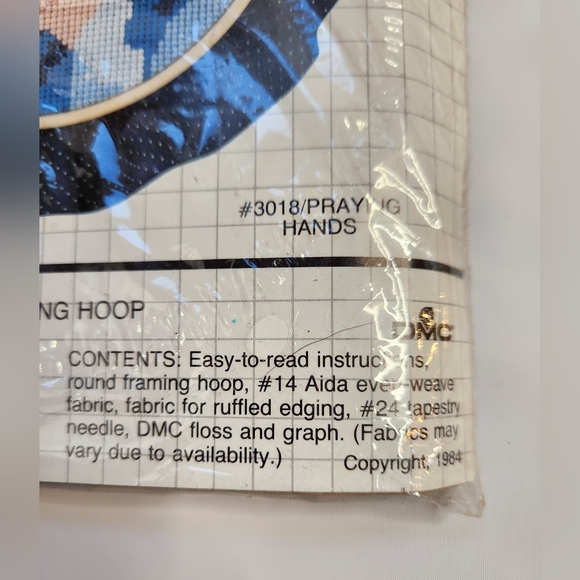 #3018/PRAYING
HANDS
NG HOOP
DMC
CONTENTS: Easy-to-read instructions,
round framing hoop, #14 Aida even-weave
fabric, fabric for ruffled edging, #24 tapestry
needle, DMC floss and graph. (Fabrics may
vary due to availability.)
Copyright, 1984